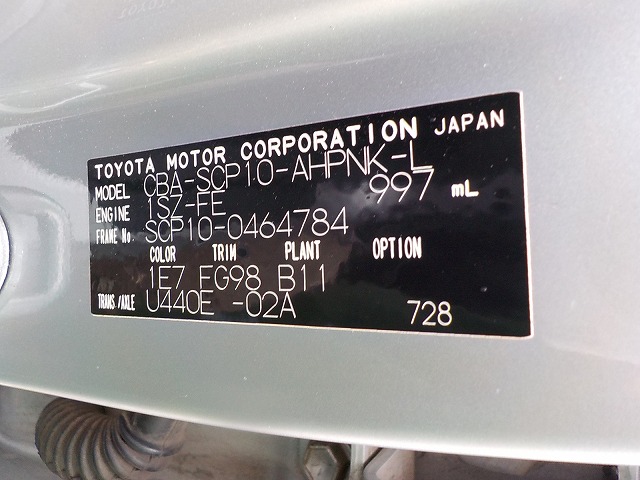 TOYOTA MOTOR CORPORATION JAPAN
MODEL CBA-SCP10-AHPNK-L
ENGINE 1SZ-FE 997 mL
FRAME No. SCP10-0464784
COLOR TRIM PLANT OPTION
1E7 FG98 B11
TRANS/AXLE U440E -02A 728